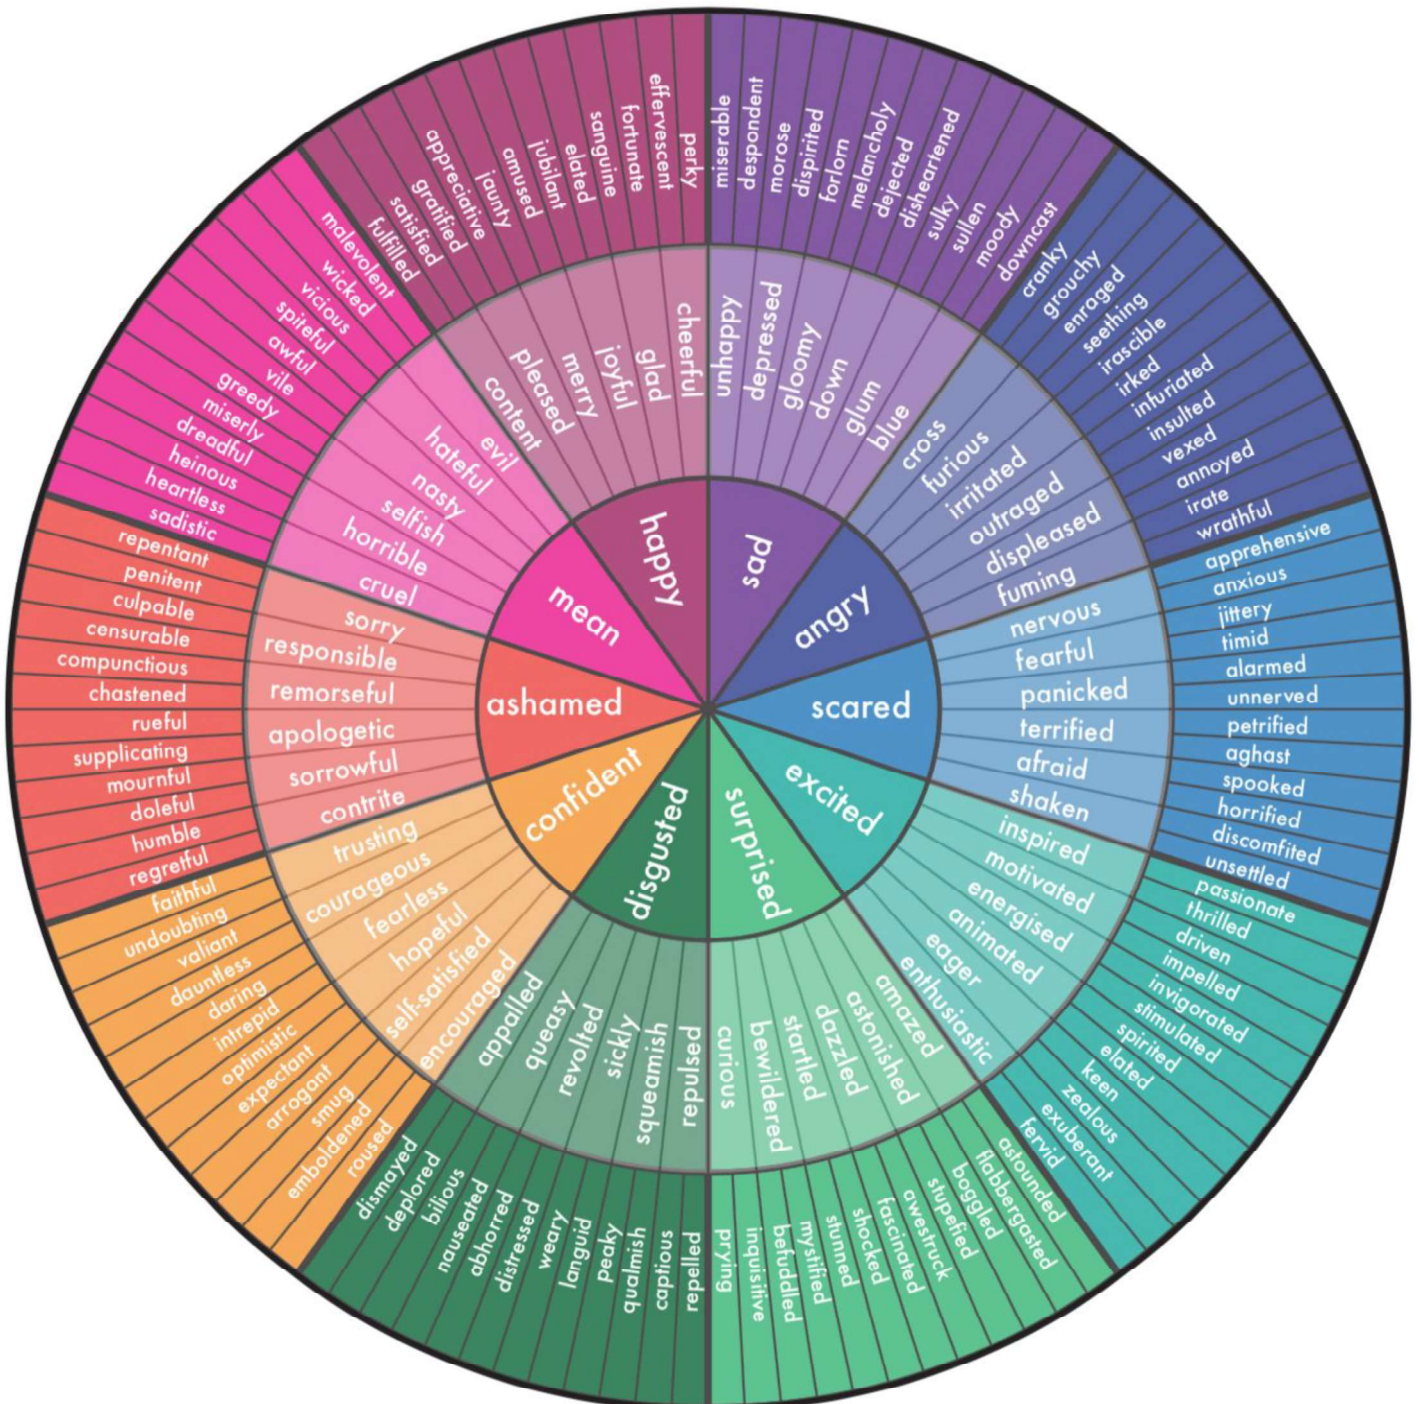 happy
sad
angry
scared
excited
surprised
disgusted
confident
ashamed
mean
content
pleased
merry
joyful
glad
cheerful
unhappy
depressed
gloomy
down
glum
blue
cross
furious
irritated
outraged
displeased
fuming
nervous
fearful
panicked
terrified
afraid
shaken
inspired
motivated
energised
animated
eager
enthusiastic
amazed
astonished
dazzled
startled
bewildered
curious
repulsed
squeamish
sickly
revolted
queasy
appalled
encouraged
self-satisfied
hopeful
fearless
courageous
trusting
contrite
sorrowful
apologetic
remorseful
responsible
sorry
cruel
horrible
selfish
nasty
hateful
evil
fulfilled
satisfied
gratified
appreciative
jaunty
amused
jubilant
elated
sanguine
fortunate
effervescent
perky
miserable
despondent
morose
dispirited
forlorn
melancholy
dejected
disheartened
sulky
sullen
moody
downcast
cranky
grouchy
enraged
seething
irascible
irked
infuriated
insulted
vexed
annoyed
irate
wrathful
apprehensive
anxious
jittery
timid
alarmed
unnerved
petrified
aghast
spooked
horrified
discomfited
unsettled
passionate
thrilled
driven
impelled
invigorated
stimulated
spirited
elated
keen
zealous
exuberant
fervid
astounded
flabbergasted
boggled
stupefied
awestruck
fascinated
shocked
stunned
mystified
befuddled
inquisitive
prying
repelled
captious
qualmish
peaky
languid
weary
distressed
abhorred
nauseated
bilious
deplored
dismayed
roused
emboldened
smug
arrogant
expectant
optimistic
intrepid
daring
dauntless
valiant
undoubting
faithful
regretful
humble
doleful
mournful
supplicating
rueful
chastened
compunctious
censurable
culpable
penitent
repentant
sadistic
heartless
heinous
dreadful
miserly
greedy
vile
awful
spiteful
vicious
wicked
malevolent